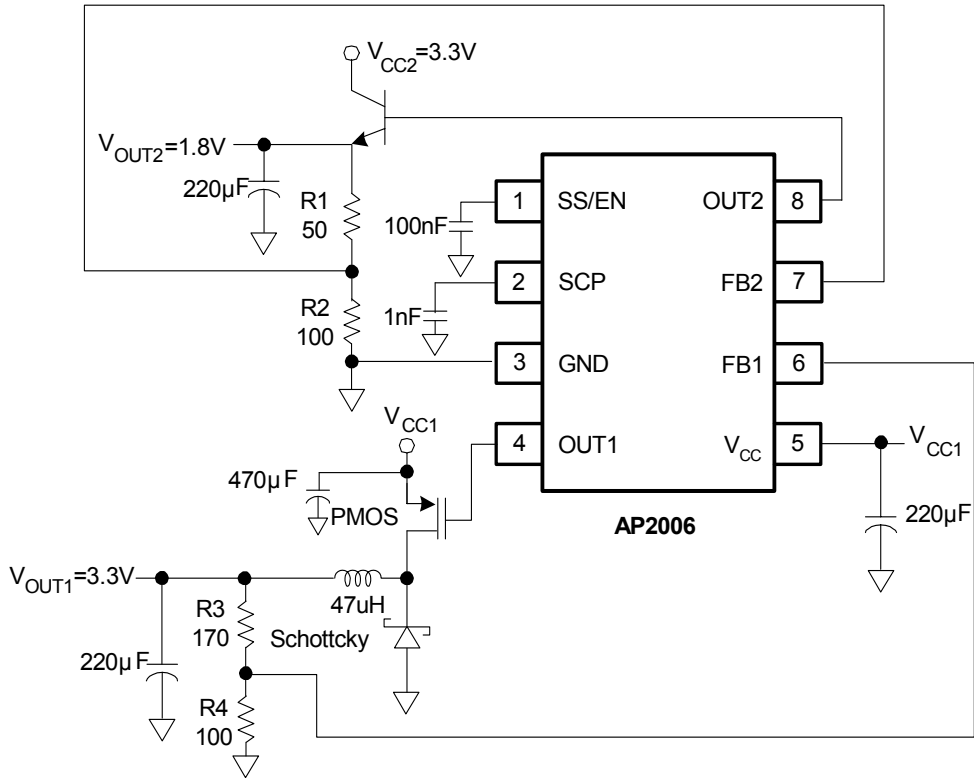 VCC2=3.3V
VOUT2=1.8V
220µF
R1
50
R2
100
100nF
1nF
1
SS/EN
OUT2
8
2
SCP
FB2
7
3
GND
FB1
6
4
OUT1
VCC
5
AP2006
VCC1
220µF
VCC1
470µF
PMOS
VOUT1=3.3V
47uH
R3
170
Schottcky
220µF
R4
100